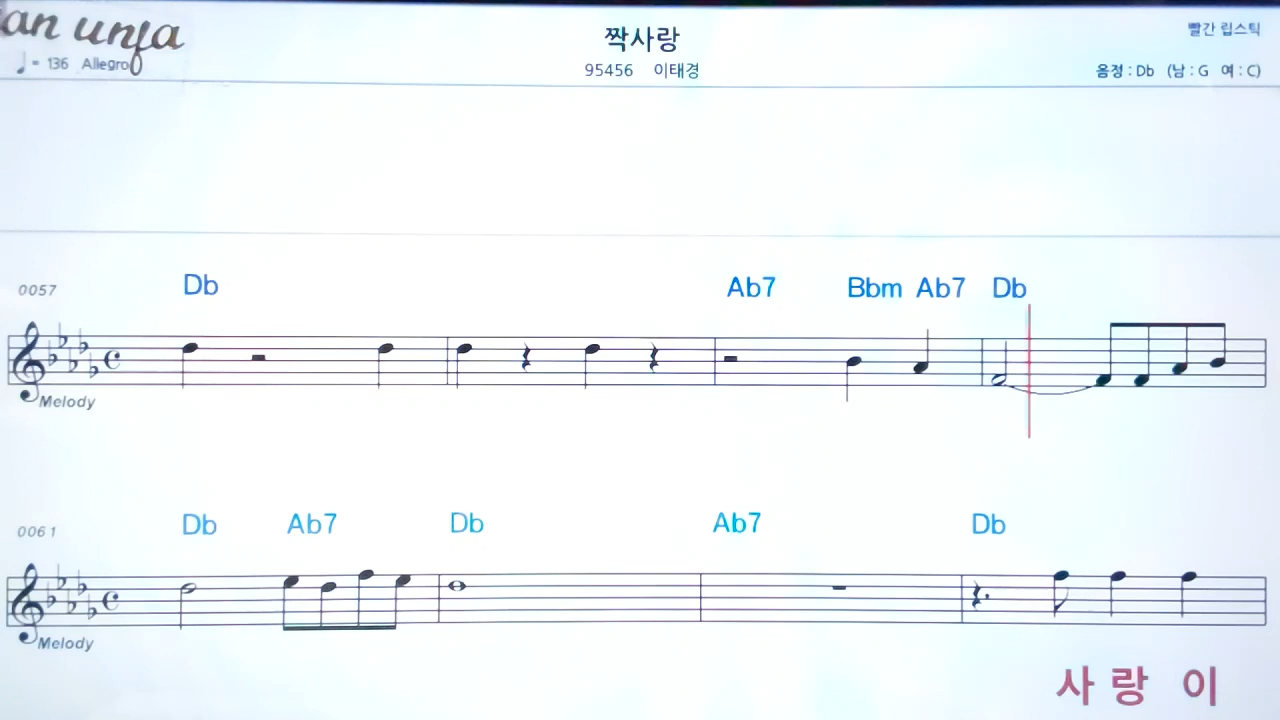 an unfa
짝사랑
빨간 립스틱
♩= 136 Allegro
95456 이태경
음정 : Db (남 : G 여 : C)
0057 Db Ab7 Bbm Ab7 Db
Melody
0061 Db Ab7 Db Ab7 Db
Melody
사 랑 이